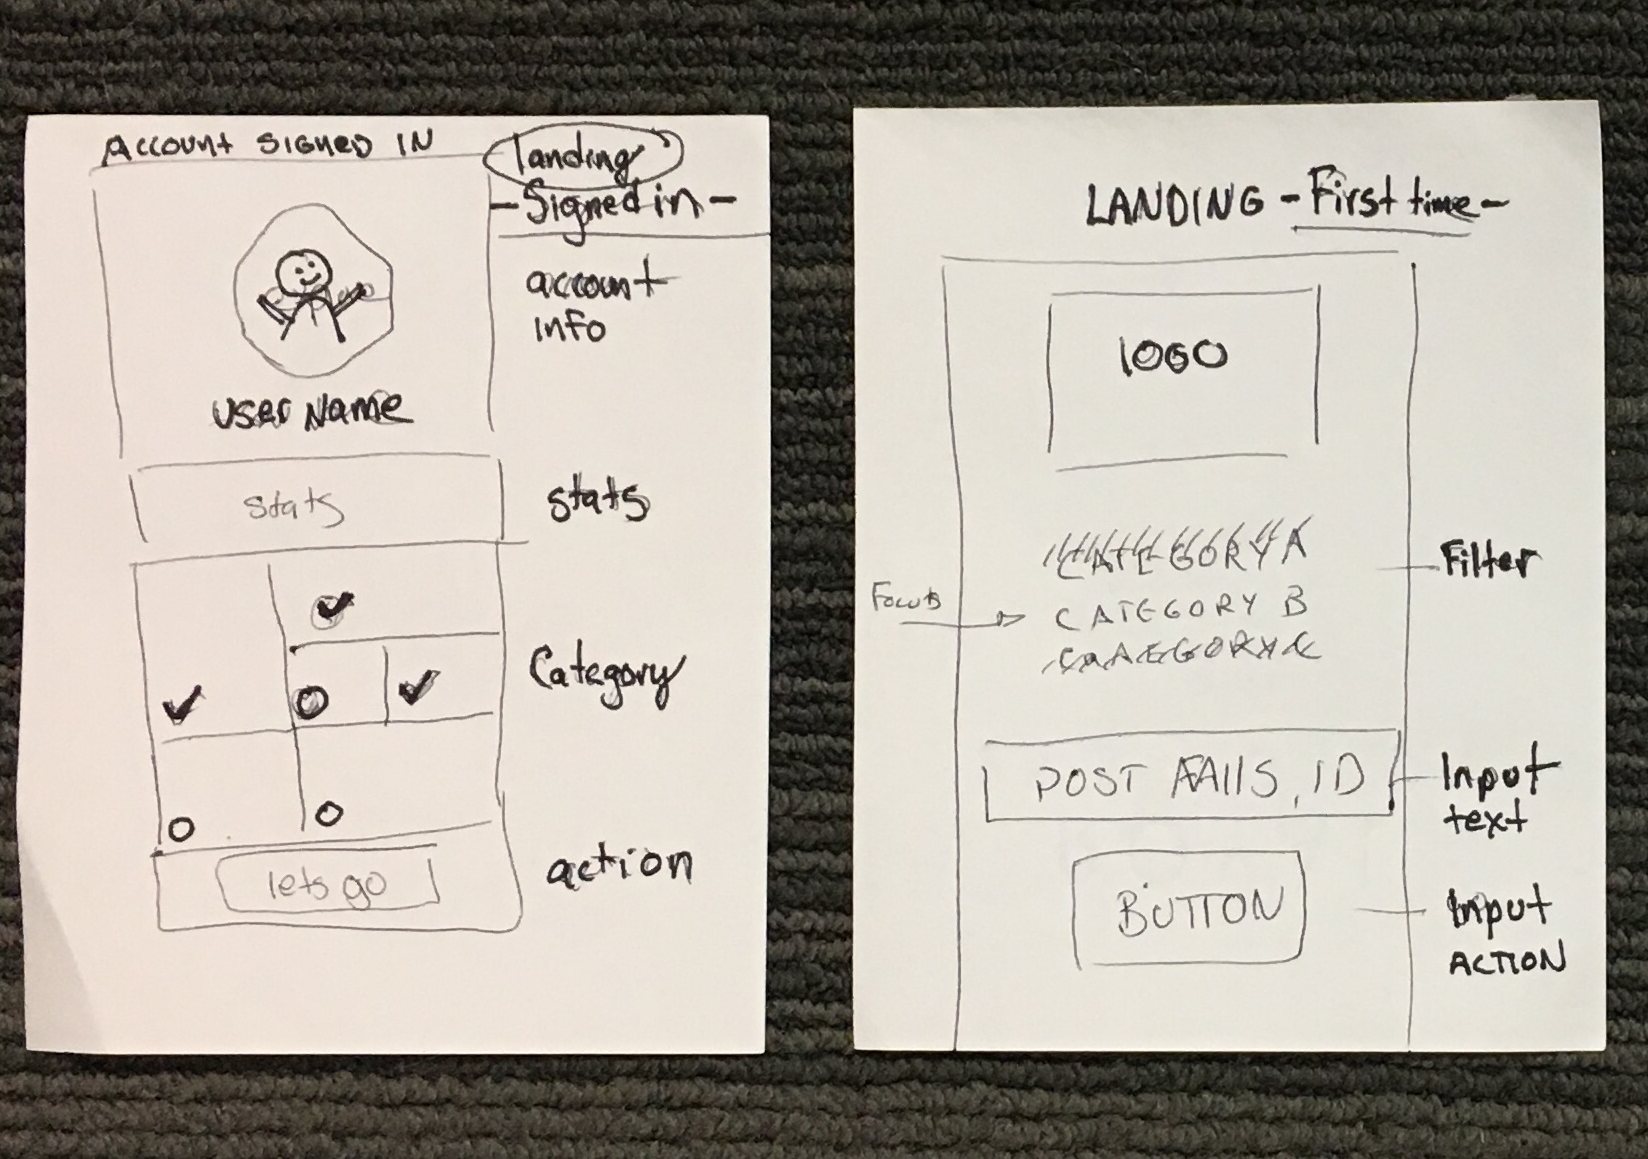 Account SIGNED IN
landing
-Signed in-
account
info
User Name
stats
stats
Category
lets go
action
LANDING -First time-
LOGO
CATEGORY A
Filter
Focus
CATEGORY B
CATEGORY C
POST FAllS, ID
Input
text
BUTTON
Input
ACTION